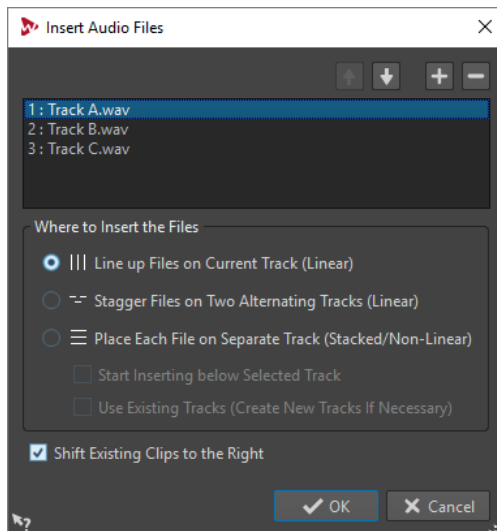 Insert Audio Files
1 : Track A.wav
2 : Track B.wav
3 : Track C.wav
Where to Insert the Files
Line up Files on Current Track (Linear)
Stagger Files on Two Alternating Tracks (Linear)
Place Each File on Separate Track (Stacked/Non-Linear)
Start Inserting below Selected Track
Use Existing Tracks (Create New Tracks If Necessary)
Shift Existing Clips to the Right
OK
Cancel